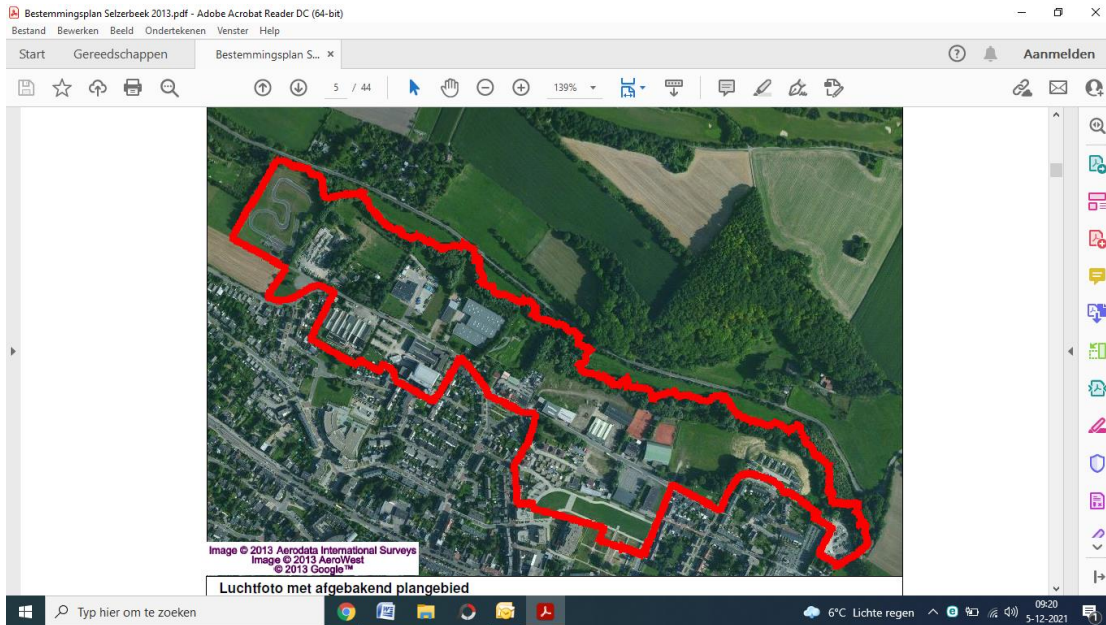 Bestemmingsplan Selzerbeek 2013.pdf - Adobe Acrobat Reader DC (64-bit)
Bestand Bewerken Beeld Ondertekenen Venster Help
Start Gereedschappen Bestemmingsplan S... × Aanmelden
5 / 44 139%
Image © 2013 Aerodata International Surveys
Image © 2013 AeroWest
© 2013 Google™
Luchtfoto met afgebakend plangebied
Typ hier om te zoeken 6°C Lichte regen 09:20
5-12-2021